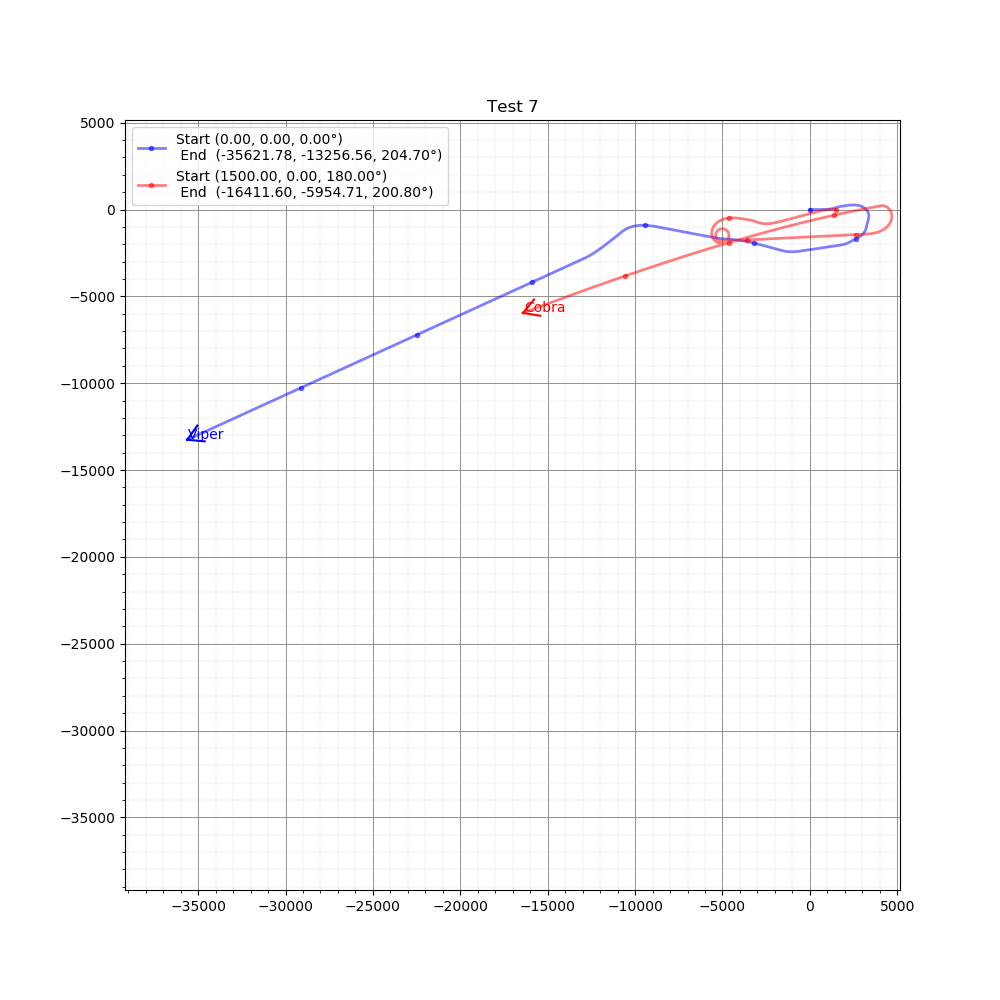 Test 7
Start (0.00, 0.00, 0.00°)
End  (-35621.78, -13256.56, 204.70°)
Start (1500.00, 0.00, 180.00°)
End  (-16411.60, -5954.71, 200.80°)
5000
0
−5000
−10000
−15000
−20000
−25000
−30000
−35000
Cobra
Viper
−35000 −30000 −25000 −20000 −15000 −10000 −5000 0 5000